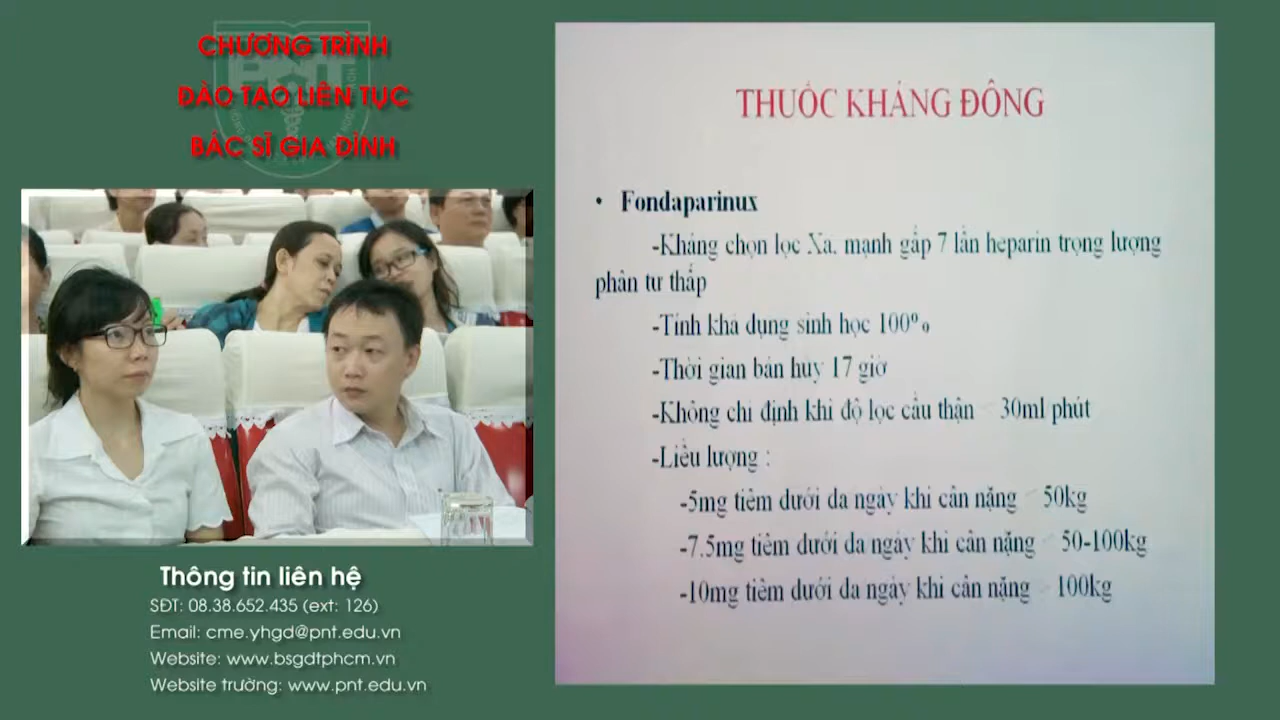 CHƯƠNG TRÌNH
ĐÀO TẠO LIÊN TỤC
BÁC SĨ GIA ĐÌNH
THUỐC KHÁNG ĐÔNG
• Fondaparinux
-Kháng chọn lọc Xa. mạnh gấp 7 lần heparin trọng lượng
phân tử thấp
-Tính khả dụng sinh học 100%
-Thời gian bán hủy 17 giờ
-Không chỉ định khi độ lọc cầu thận 30ml phút
-Liều lượng :
-5mg tiêm dưới da ngày khi cân nặng 50kg
-7.5mg tiêm dưới da ngày khi cân nặng 50-100kg
-10mg tiêm dưới da ngày khi cân nặng 100kg
Thông tin liên hệ
SĐT: 08.38.652.435 (ext: 126)
Email: cme.yhgd@pnt.edu.vn
Website: www.bsgdtphcm.vn
Website trường: www.pnt.edu.vn